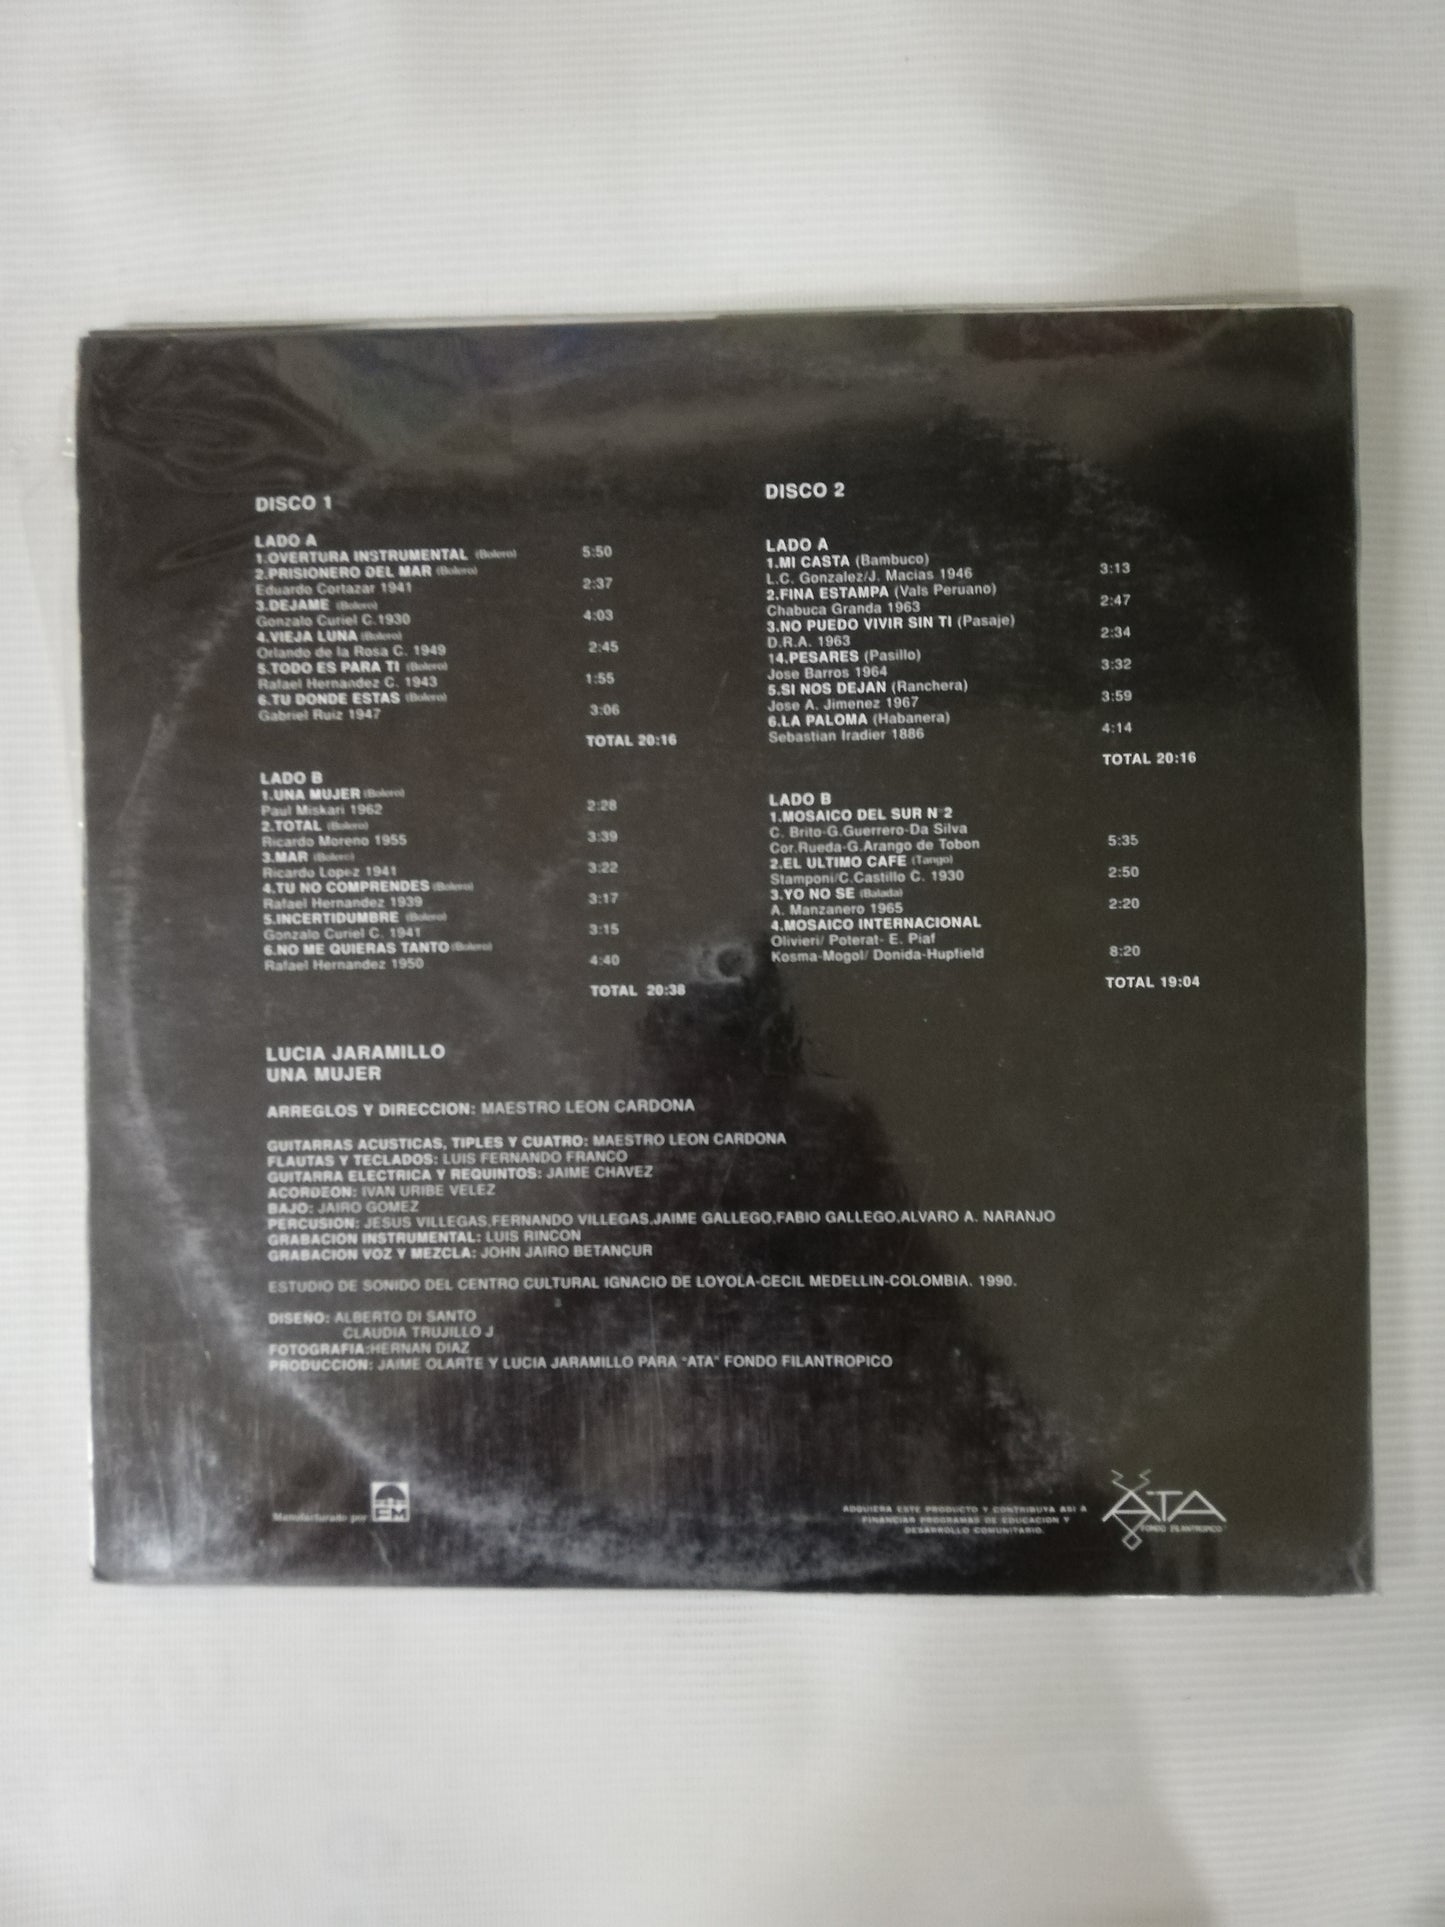 DISCO 1
LADO A
1.OVERTURA INSTRUMENTAL (Bolero) 5:50
2.PRISIONERO DEL MAR (Bolero)
Eduardo Cortazar 1941 2:37
3.DEJAME (Bolero)
Gonzalo Curiel C.1930 4:03
4.VIEJA LUNA (Bolero)
Orlando de la Rosa C. 1949 2:45
5.TODO ES PARA TI (Bolero)
Rafael Hernandez C. 1943 1:55
6.TU DONDE ESTAS (Bolero)
Gabriel Ruiz 1947 3:06
TOTAL 20:16
LADO B
1.UNA MUJER (Bolero)
Paul Miskari 1962 2:28
2.TOTAL (Bolero)
Ricardo Moreno 1955 3:39
3.MAR (Bolero)
Ricardo Lopez 1941 3:22
4.TU NO COMPRENDES (Bolero)
Rafael Hernandez 1939 3:17
5.INCERTIDUMBRE (Bolero)
Gonzalo Curiel C. 1941 3:15
6.NO ME QUIERAS TANTO (Bolero)
Rafael Hernandez 1950 4:40
TOTAL 20:38
DISCO 2
LADO A
1.MI CASTA (Bambuco)
L.C. Gonzalez/J. Macias 1946 3:13
2.FINA ESTAMPA (Vals Peruano)
Chabuca Granda 1963 2:47
3.NO PUEDO VIVIR SIN TI (Pasaje)
D.R.A. 1963 2:34
14.PESARES (Pasillo)
Jose Barros 1964 3:32
5.SI NOS DEJAN (Ranchera)
Jose A. Jimenez 1967 3:59
6.LA PALOMA (Habanera)
Sebastian Iradier 1886 4:14
TOTAL 20:16
LADO B
1.MOSAICO DEL SUR N°2
C. Brito-G.Guerrero-Da Silva
Cor.Rueda-G.Arango de Tobon 5:35
2.EL ULTIMO CAFE (Tango)
Stamponi/C.Castillo C. 1930 2:50
3.YO NO SE (Balada)
A. Manzanero 1965 2:20
4.MOSAICO INTERNACIONAL
Olivieri/ Poterat- E. Piaf
Kosma-Mogol/ Donida-Hupfield 8:20
TOTAL 19:04
LUCIA JARAMILLO
UNA MUJER
ARREGLOS Y DIRECCION: MAESTRO LEON CARDONA
GUITARRAS ACUSTICAS, TIPLES Y CUATRO: MAESTRO LEON CARDONA
FLAUTAS Y TECLADOS: LUIS FERNANDO FRANCO
GUITARRA ELECTRICA Y REQUINTOS: JAIME CHAVEZ
ACORDEON: IVAN URIBE VELEZ
BAJO: JAIRO GOMEZ
PERCUSION: JESUS VILLEGAS,FERNANDO VILLEGAS,JAIME GALLEGO,FABIO GALLEGO,ALVARO A. NARANJO
GRABACION INSTRUMENTAL: LUIS RINCON
GRABACION VOZ Y MEZCLA: JOHN JAIRO BETANCUR
ESTUDIO DE SONIDO DEL CENTRO CULTURAL IGNACIO DE LOYOLA-CECIL MEDELLIN-COLOMBIA. 1990.
DISEÑO: ALBERTO DI SANTO
CLAUDIA TRUJILLO J
FOTOGRAFIA:HERNAN DIAZ
PRODUCCION: JAIME OLARTE Y LUCIA JARAMILLO PARA "ATA" FONDO FILANTROPICO
Manufacturado por
ADQUIERA ESTE PRODUCTO Y CONTRIBUYA ASI A
FINANCIAR PROGRAMAS DE EDUCACION Y
DESARROLLO COMUNITARIO.
ATA
FONDO FILANTROPICO